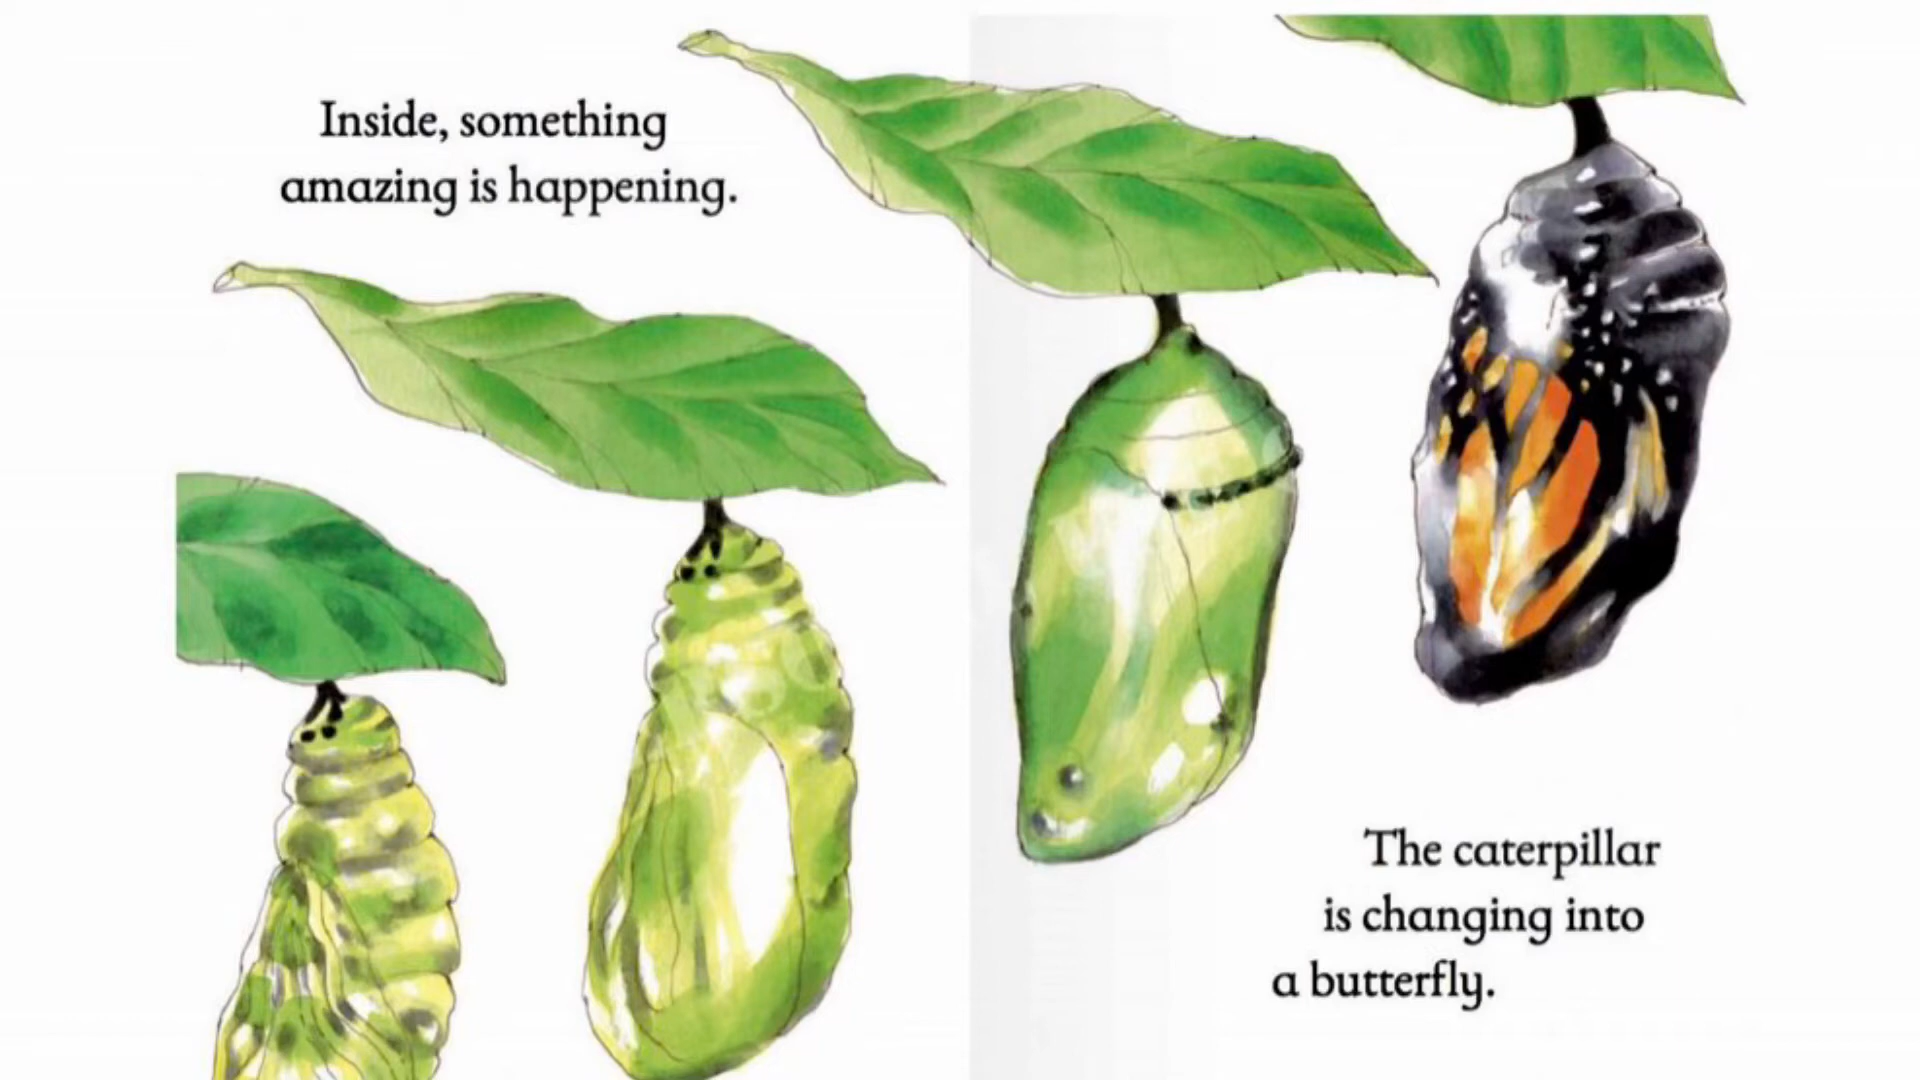 Inside, something
amazing is happening.
The caterpillar
is changing into
a butterfly.